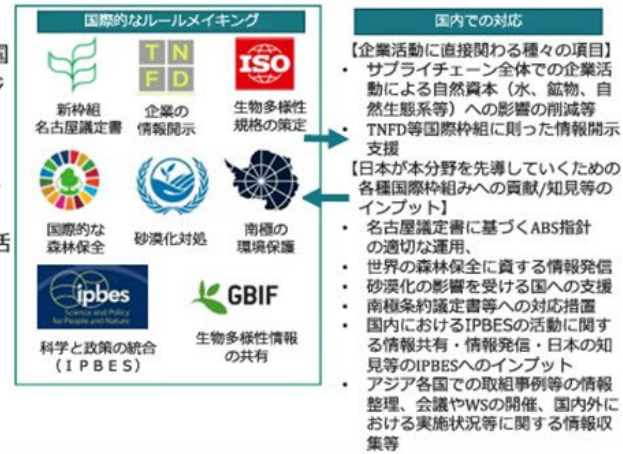 国
活
国際的なルールメイキング
新枠組
名古屋議定書
TN
FD
企業の
情報開示
ISO
生物多様性
規格の策定
国際的な
森林保全
砂漠化対処
南極の
環境保護
ipbes
Science and Policy
for People and Nature
科学と政策の統合
(ＩＰＢＥＳ)
GBIF
生物多様性情報
の共有
国内での対応
【企業活動に直接関わる種々の項目】
・ サプライチェーン全体での企業活
動による自然資本（水、鉱物、自
然生態系等）への影響の削減等
・ TNFD等国際枠組に則った情報開示
支援
【日本が本分野を先導していくための
各種国際枠組みへの貢献/知見等の
インプット】
・ 名古屋議定書に基づくABS指針
の適切な運用、
・ 世界の森林保全に資する情報発信
・ 砂漠化の影響を受ける国への支援
・ 南極条約議定書等への対応措置
・ 国内におけるIPBESの活動に関す
る情報共有・情報発信・日本の知
見等のIPBESへのインプット
・ アジア各国での取組事例等の情報
整理、会議やWSの開催、国内外に
おける実施状況等に関する情報収
集等